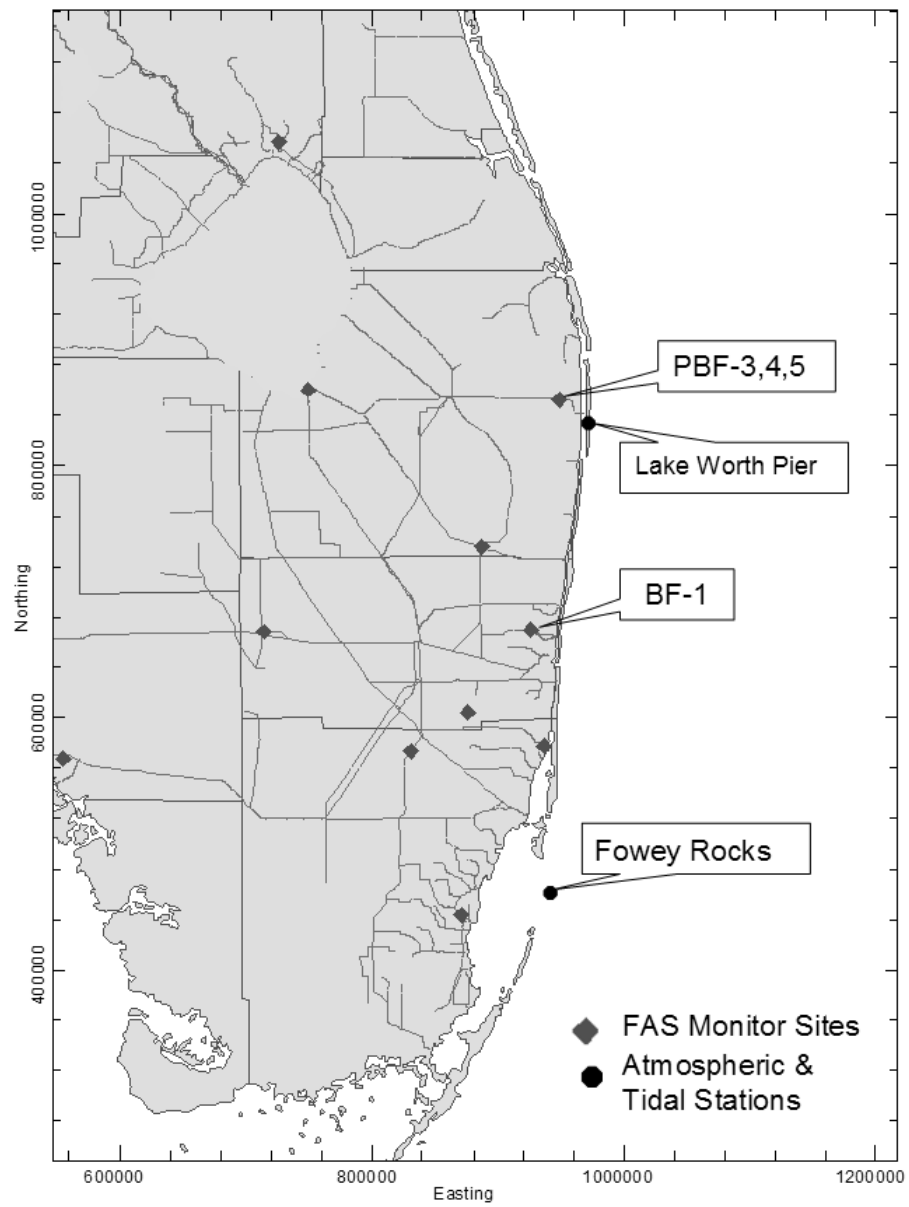 1000000
PBF-3,4,5
Lake Worth Pier
800000
BF-1
Northing
600000
Fowey Rocks
400000
FAS Monitor Sites
Atmospheric &
Tidal Stations
600000
800000
1000000
1200000
Easting